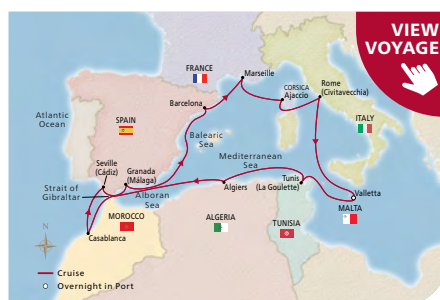 VIEW
VOYAGE
FRANCE
Marseille
CORSICA
Ajaccio
Rome
(Civitavecchia)
Barcelona
ITALY
Atlantic
Ocean
SPAIN
Balearic
Sea
Mediterranean
Sea
Seville
(Cádiz)
Granada
(Málaga)
Tunis
(La Goulette)
Valletta
Strait of
Gibraltar
Alboran
Sea
Algiers
MALTA
MOROCCO
ALGERIA
TUNISIA
Casablanca
N
Cruise
Overnight in Port